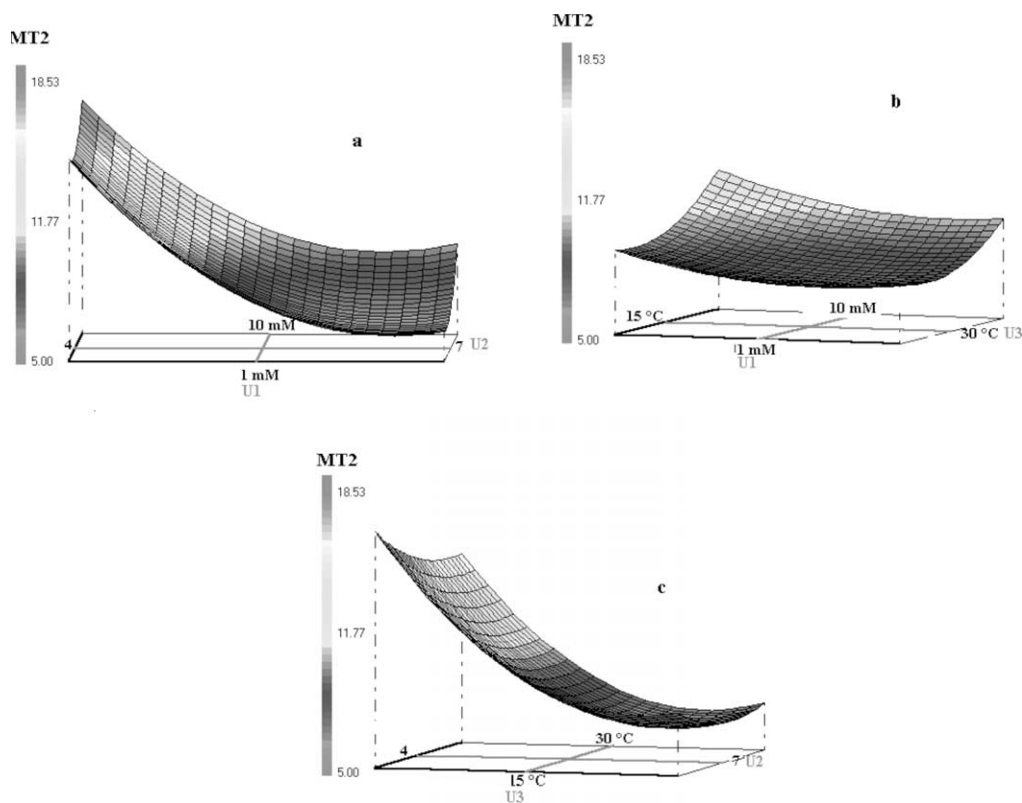 MT2
18.53
11.77
5.00
a
10 mM
4
7 U2
1 mM
U1
MT2
18.53
11.77
5.00
b
15 °C
10 mM
30 °C U3
1 mM
U1
MT2
18.53
11.77
5.00
c
4
30 °C
7 U2
15 °C
U3